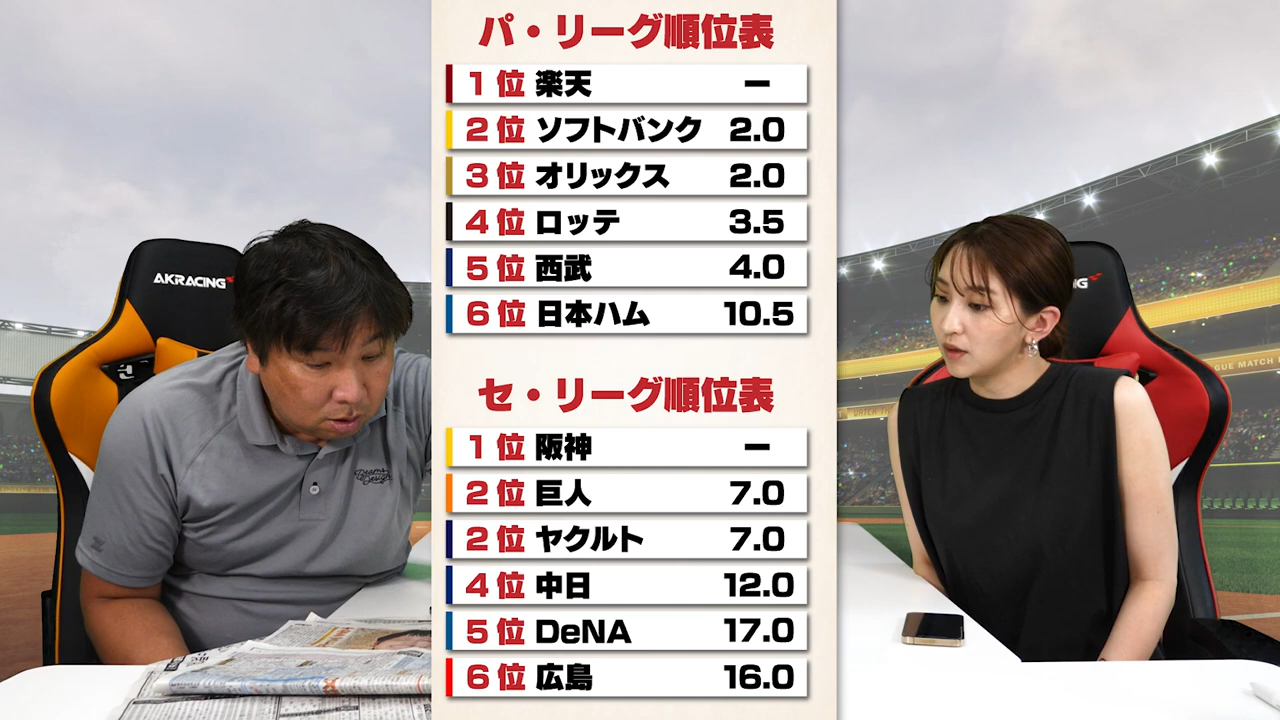 パ・リーグ順位表
1位 楽天 ー
2位 ソフトバンク 2.0
3位 オリックス 2.0
4位 ロッテ 3.5
5位 西武 4.0
6位 日本ハム 10.5
セ・リーグ順位表
1位 阪神 ー
2位 巨人 7.0
2位 ヤクルト 7.0
4位 中日 12.0
5位 DeNA 17.0
6位 広島 16.0
AKRACING